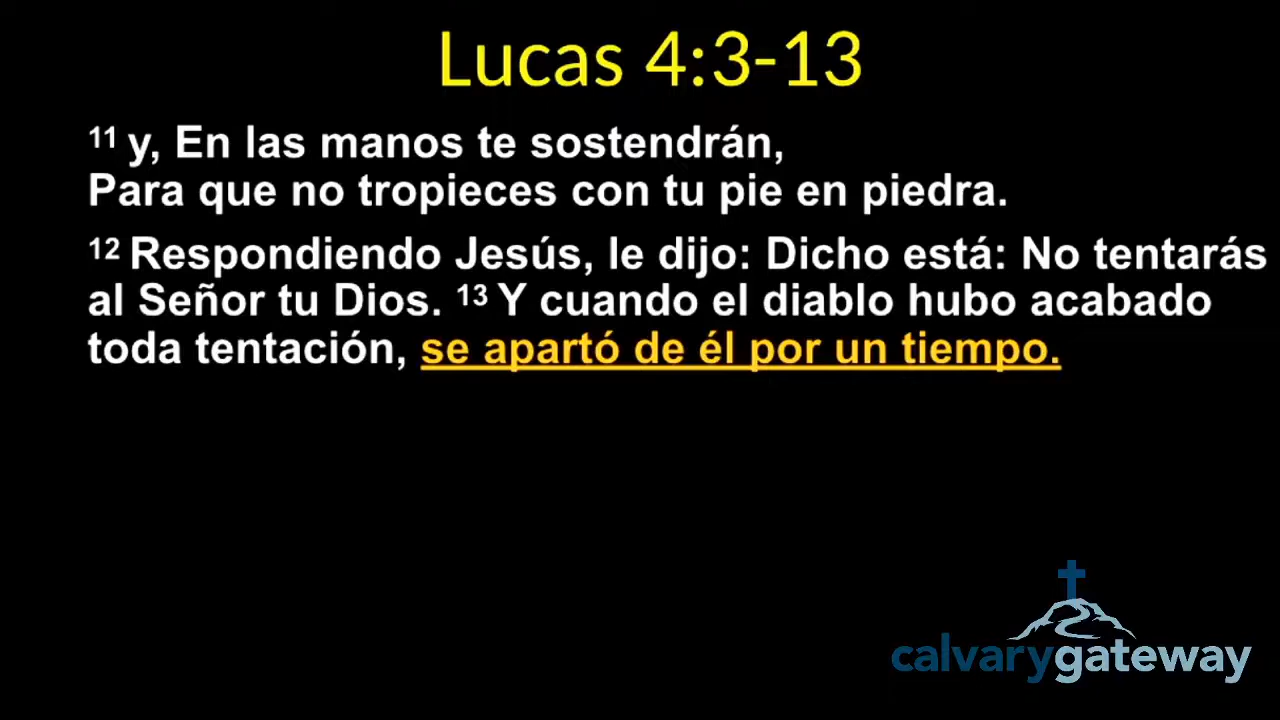 Lucas 4:3-13
11 y, En las manos te sostendrán,
Para que no tropieces con tu pie en piedra.
12 Respondiendo Jesús, le dijo: Dicho está: No tentarás
al Señor tu Dios. 13 Y cuando el diablo hubo acabado
toda tentación, se apartó de él por un tiempo.
calvarygateway